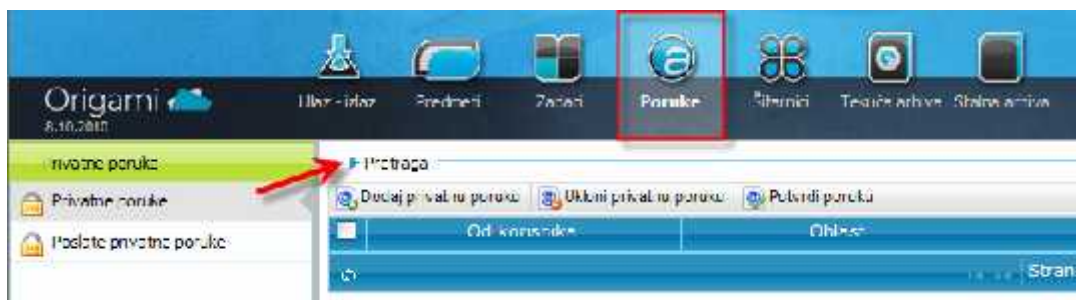 Ulaz - izlaz Predmeti Zadaci Poruke Šifarnici Tekuća arhiva Stalna arhiva
Origami
8.10.2010
Privatne poruke Pretraga
Privatne poruke Dodaj privatnu poruku Ukloni privatnu poruku Potvrdi poruku
Poslate privatne poruke Od korisnika Oblast
Stran